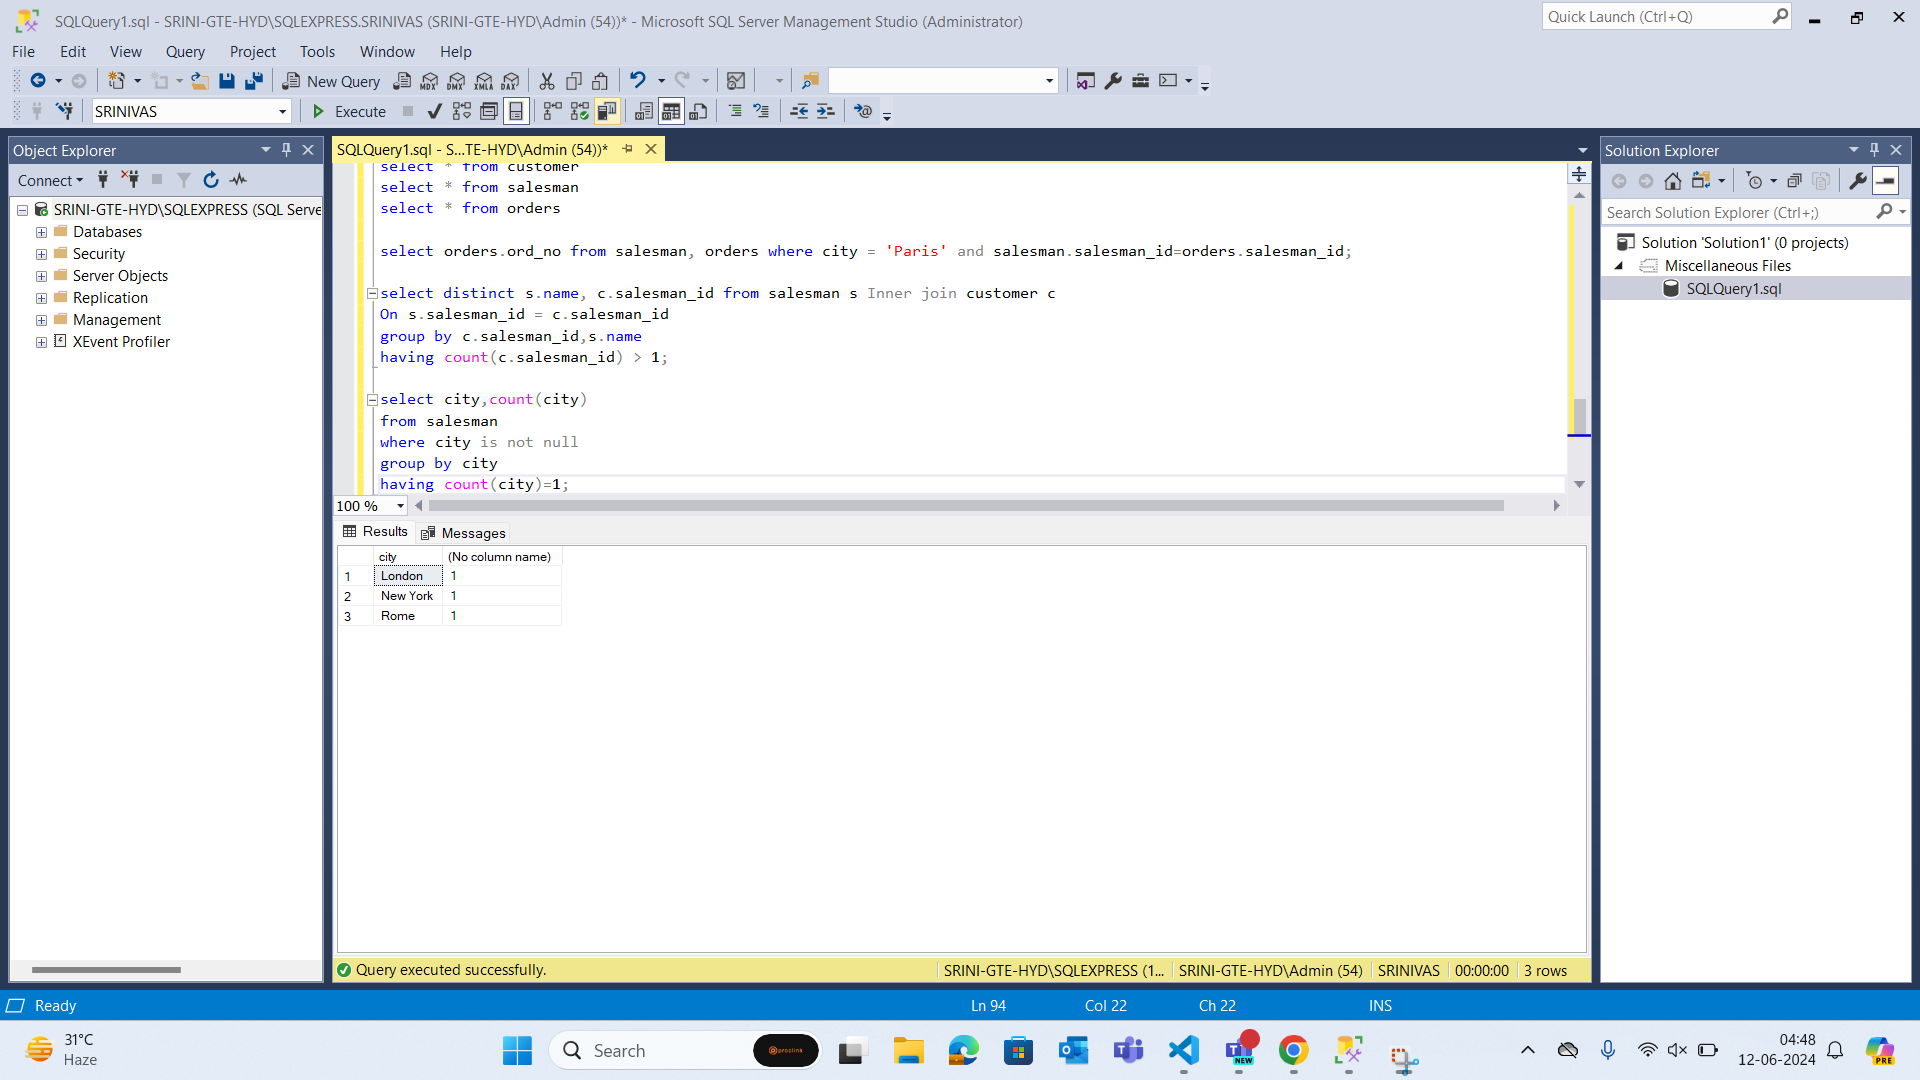 SQLQuery1.sql - SRINI-GTE-HYD\SQLEXPRESS.SRINIVAS (SRINI-GTE-HYD\Admin (54))* - Microsoft SQL Server Management Studio (Administrator)
Quick Launch (Ctrl+Q)
File Edit View Query Project Tools Window Help
New Query MDX DMX XMLA DAX
SRINIVAS Execute
Object Explorer
Connect
SRINI-GTE-HYD\SQLEXPRESS (SQL Serve
Databases
Security
Server Objects
Replication
Management
XEvent Profiler
SQLQuery1.sql - S...TE-HYD\Admin (54))*
select * from customer
select * from salesman
select * from orders
select orders.ord_no from salesman, orders where city = 'Paris' and salesman.salesman_id=orders.salesman_id;
select distinct s.name, c.salesman_id from salesman s Inner join customer c
On s.salesman_id = c.salesman_id
group by c.salesman_id,s.name
having count(c.salesman_id) > 1;
select city,count(city)
from salesman
where city is not null
group by city
having count(city)=1;
100 %
Results Messages
city (No column name)
1 London 1
2 New York 1
3 Rome 1
Query executed successfully. SRINI-GTE-HYD\SQLEXPRESS (1... SRINI-GTE-HYD\Admin (54) SRINIVAS 00:00:00 3 rows
Solution Explorer
Search Solution Explorer (Ctrl+;)
Solution 'Solution1' (0 projects)
Miscellaneous Files
SQLQuery1.sql
Ready Ln 94 Col 22 Ch 22 INS
31°C
Haze
Search
prolink
NEW
04:48
12-06-2024
PRE